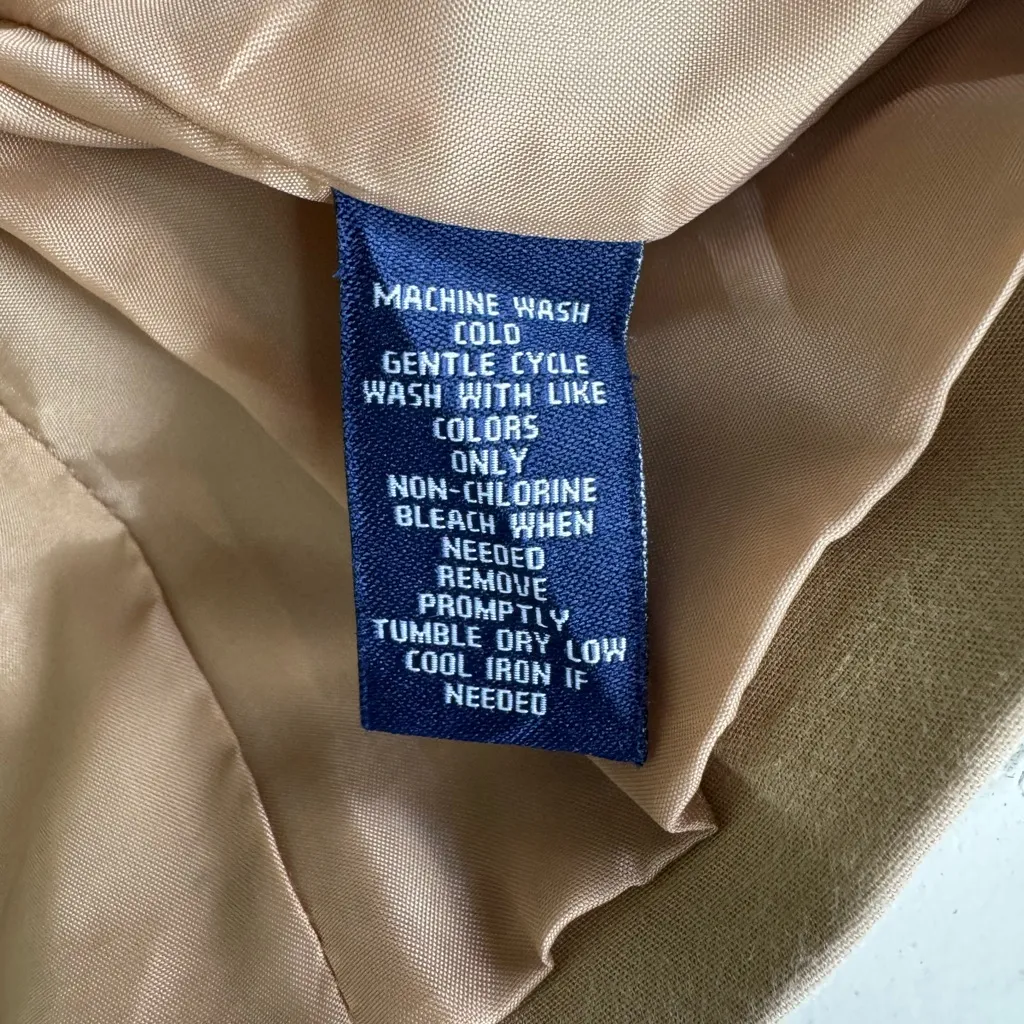 MACHINE WASH
COLD
GENTLE CYCLE
WASH WITH LIKE
COLORS
ONLY
NON-CHLORINE
BLEACH WHEN
NEEDED
REMOVE
PROMPTLY
TUMBLE DRY LOW
COOL IRON IF
NEEDED